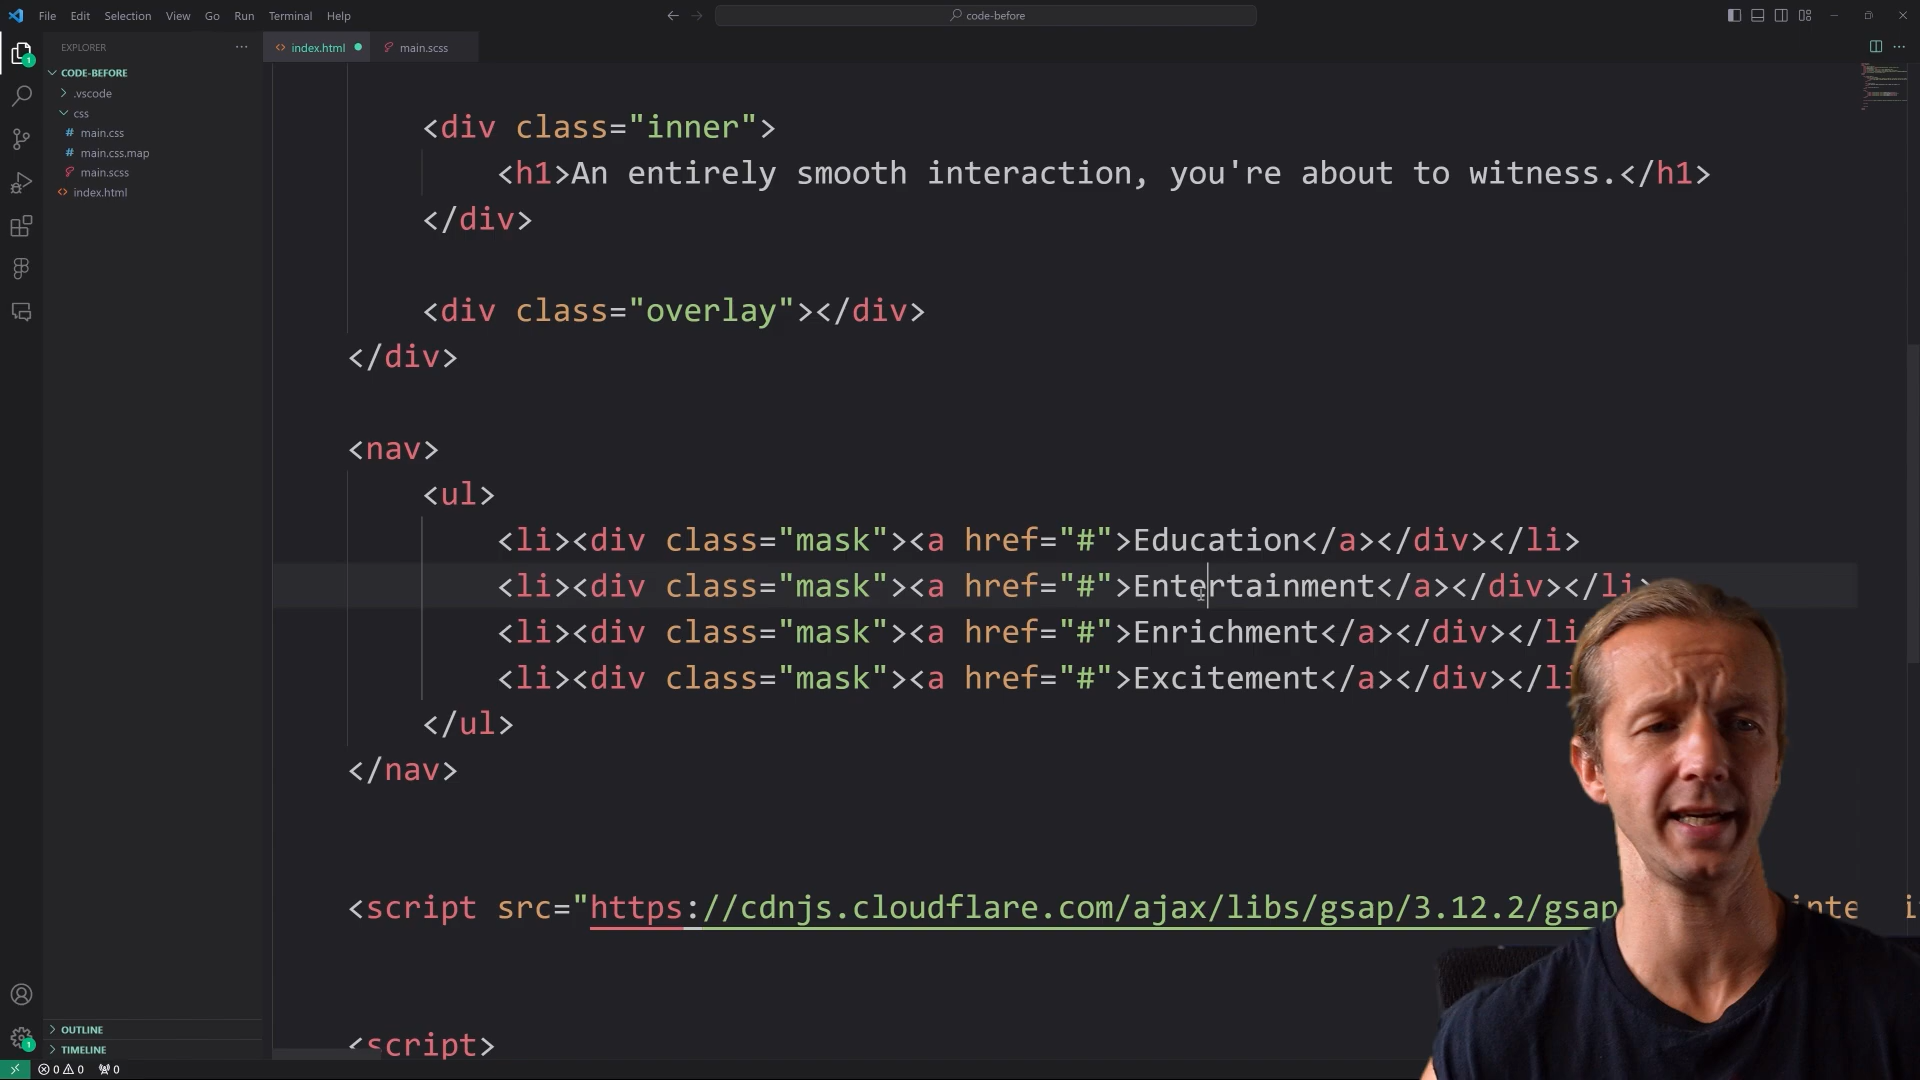 File Edit Selection View Go Run Terminal Help
code-before
EXPLORER
index.html
main.scss
CODE-BEFORE
.vscode
css
main.css
main.css.map
main.scss
index.html
<div class="inner">
<h1>An entirely smooth interaction, you're about to witness.</h1>
</div>
<div class="overlay"></div>
</div>
<nav>
<ul>
<li><div class="mask"><a href="#">Education</a></div></li>
<li><div class="mask"><a href="#">Entertainment</a></div></li>
<li><div class="mask"><a href="#">Enrichment</a></div></li
<li><div class="mask"><a href="#">Excitement</a></div></li
</ul>
</nav>
<script src="https://cdnjs.cloudflare.com/ajax/libs/gsap/3.12.2/gsap
<script>
OUTLINE
TIMELINE
0 0 0
1
1